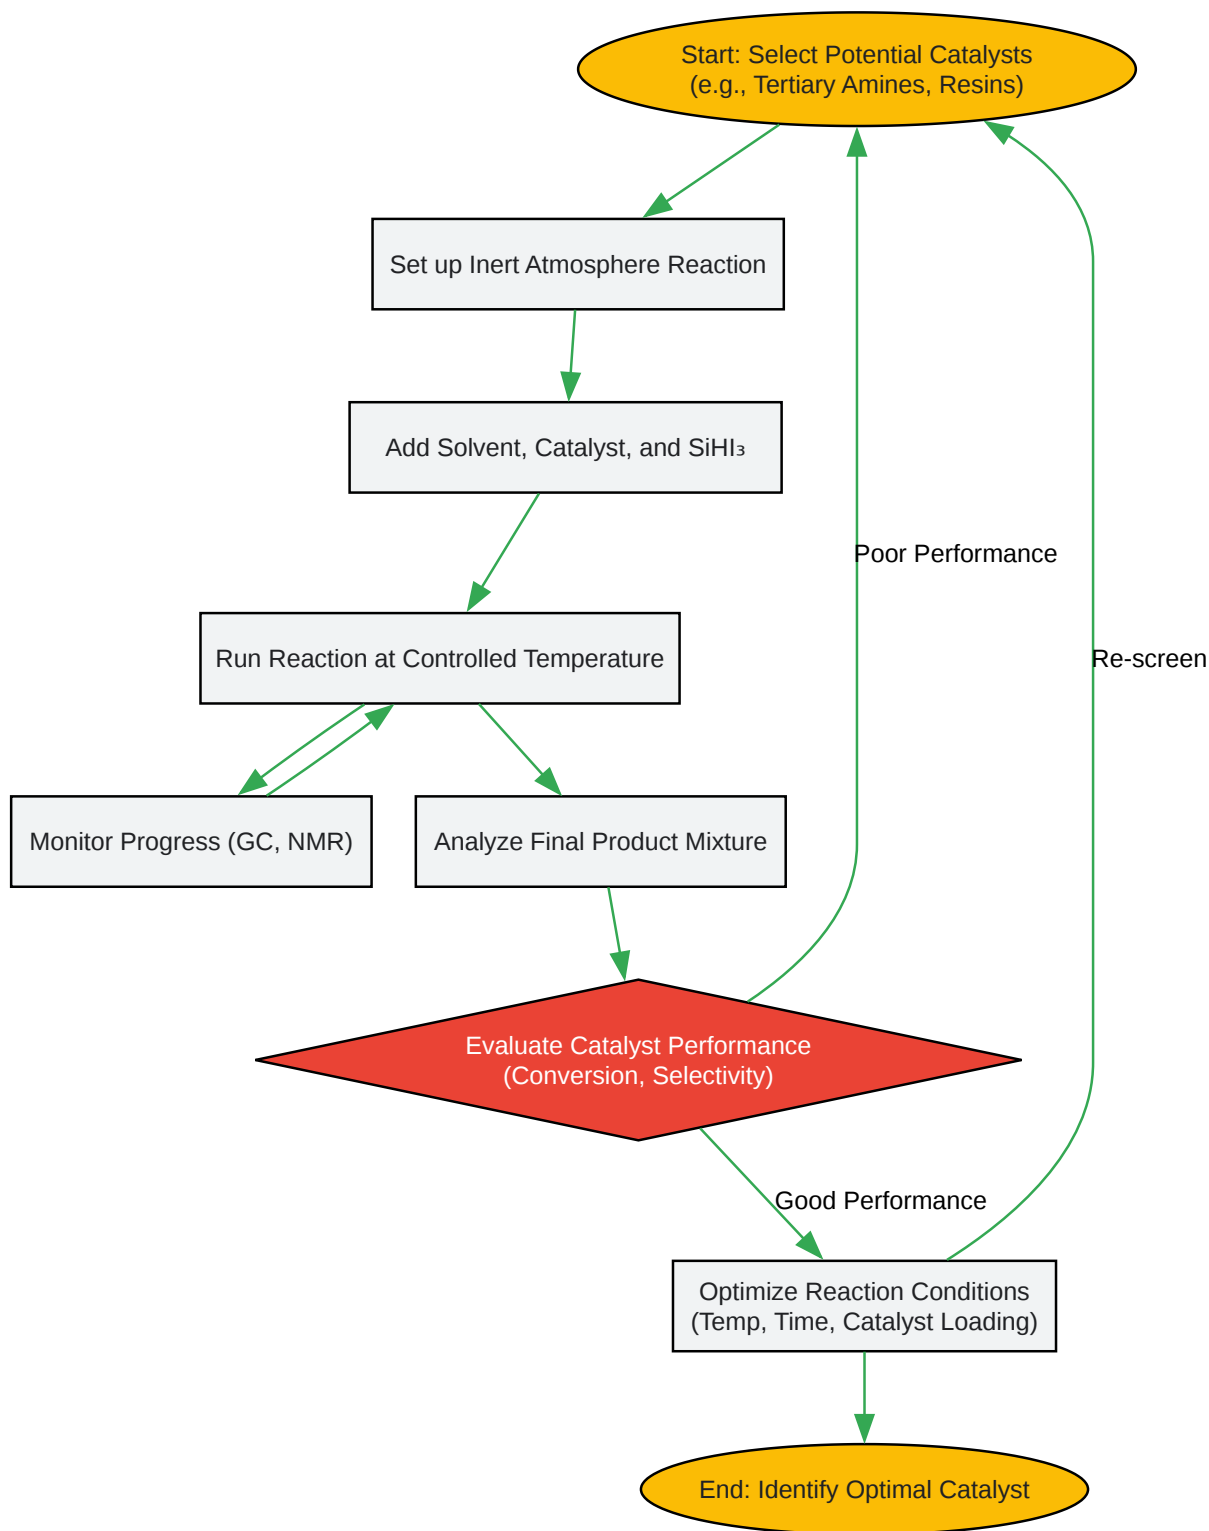 Start: Select Potential Catalysts
(e.g., Tertiary Amines, Resins)
Set up Inert Atmosphere Reaction
Add Solvent, Catalyst, and SiHI₃
Poor Performance
Run Reaction at Controlled Temperature
Re-screen
Monitor Progress (GC, NMR)
Analyze Final Product Mixture
Evaluate Catalyst Performance
(Conversion, Selectivity)
Good Performance
Optimize Reaction Conditions
(Temp, Time, Catalyst Loading)
End: Identify Optimal Catalyst